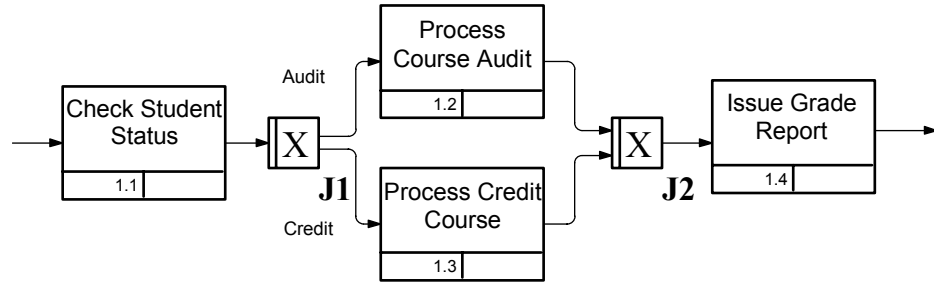 Process
Course Audit
1.2
Audit
Check Student
Status
1.1
X
J1
Credit
Process Credit
Course
1.3
X
J2
Issue Grade
Report
1.4